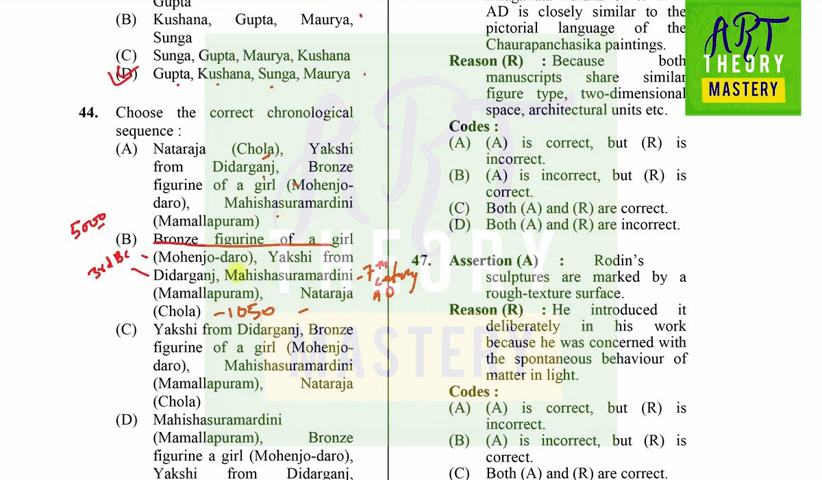 Gupta
(B) Kushana, Gupta, Maurya,
Sunga
(C) Sunga, Gupta, Maurya, Kushana
(D) Gupta, Kushana, Sunga, Maurya
44. Choose the correct chronological
sequence :
(A) Nataraja (Chola), Yakshi
from Didarganj, Bronze
figurine of a girl (Mohenjo-
daro), Mahishasuramardini
(Mamallapuram)
5000
(B) Bronze figurine of a girl
3rd BC
(Mohenjo-daro), Yakshi from
Didarganj, Mahishasuramardini
(Mamallapuram), Nataraja
-7th century AD
(Chola) -1050
(C) Yakshi from Didarganj, Bronze
figurine of a girl (Mohenjo-
daro), Mahishasuramardini
(Mamallapuram), Nataraja
(Chola)
(D) Mahishasuramardini
(Mamallapuram), Bronze
figurine a girl (Mohenjo-daro),
Yakshi from Didarganj,
AD is closely similar to the
pictorial language of the
Chaurapanchasika paintings.
Reason (R) : Because both
manuscripts share similar
figure type, two-dimensional
space, architectural units etc.
Codes :
(A) (A) is correct, but (R) is
incorrect.
(B) (A) is incorrect, but (R) is
correct.
(C) Both (A) and (R) are correct.
(D) Both (A) and (R) are incorrect.
47. Assertion (A) : Rodin's
sculptures are marked by a
rough-texture surface.
Reason (R) : He introduced it
deliberately in his work
because he was concerned with
the spontaneous behaviour of
matter in light.
Codes :
(A) (A) is correct, but (R) is
incorrect.
(B) (A) is incorrect, but (R) is
correct.
(C) Both (A) and (R) are correct.
ART
THEORY
MASTERY
ART
THEORY
MASTERY